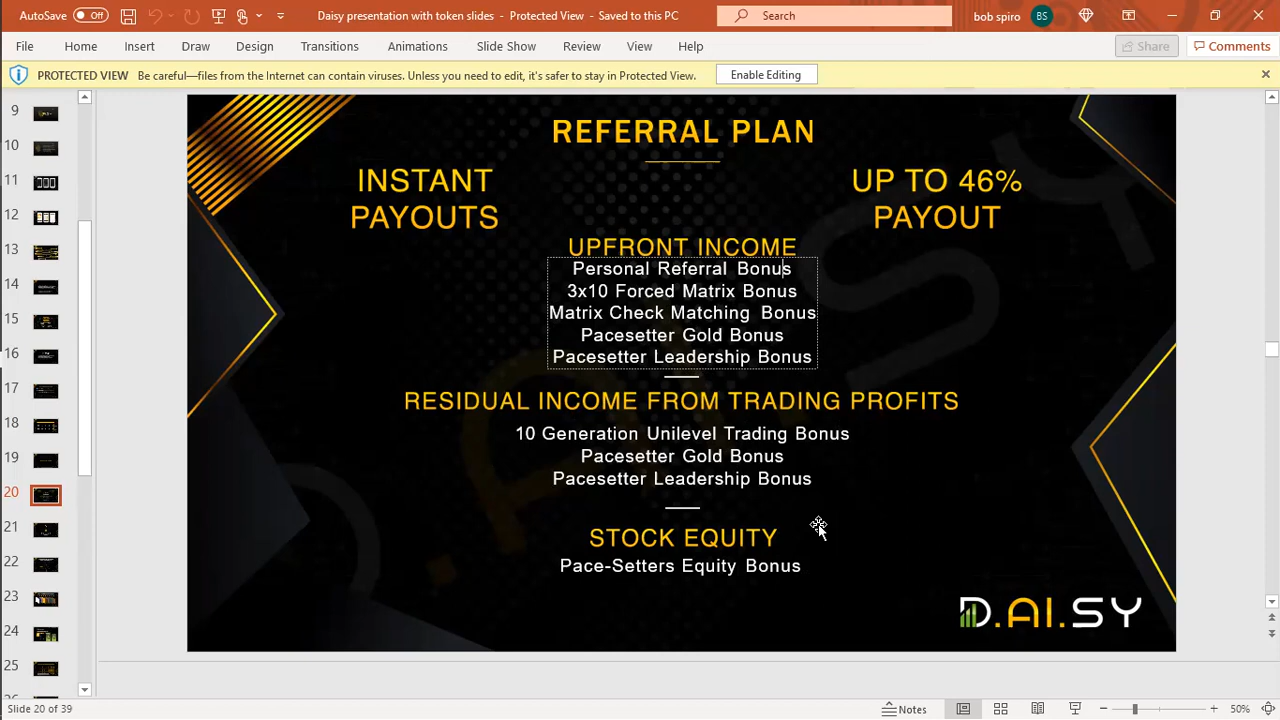 AutoSave Off Daisy presentation with token slides - Protected View - Saved to this PC Search bob spiro BS
File Home Insert Draw Design Transitions Animations Slide Show Review View Help Share Comments
PROTECTED VIEW Be careful—files from the Internet can contain viruses. Unless you need to edit, it's safer to stay in Protected View. Enable Editing
9
10
11
12
13
14
15
16
17
18
19
20
21
22
23
24
25
REFERRAL PLAN
INSTANT
PAYOUTS
UP TO 46%
PAYOUT
UPFRONT INCOME
Personal Referral Bonus
3x10 Forced Matrix Bonus
Matrix Check Matching Bonus
Pacesetter Gold Bonus
Pacesetter Leadership Bonus
RESIDUAL INCOME FROM TRADING PROFITS
10 Generation Unilevel Trading Bonus
Pacesetter Gold Bonus
Pacesetter Leadership Bonus
STOCK EQUITY
Pace-Setters Equity Bonus
D.AI.SY
Slide 20 of 39 Notes 50%